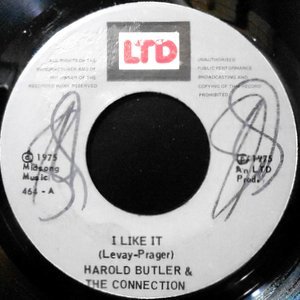 LTD
ALL RIGHTS OF THE
MANUFACTURER AND OF
THE OWNER OF THE
RECORDED WORK RESERVED
UNAUTHORISED
PUBLIC PERFORMANCE
BROADCASTING AND
COPYING OF THE RECORD
PROHIBITED
℗ 1975
Midsong
Music
464 - A
℗ 1975
An LTD
Prod.
I LIKE IT
(Levay-Prager)
HAROLD BUTLER &
THE CONNECTION